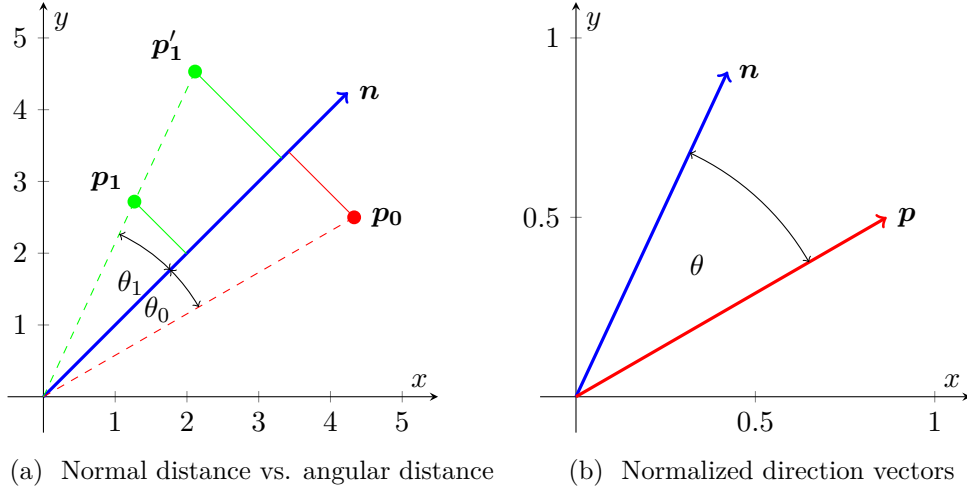 y
5
4
3
2
1
p′₁
n
p₁
p₀
θ₁
θ₀
x
1 2 3 4 5
(a) Normal distance vs. angular distance
y
1
0.5
n
p
θ
x
0.5 1
(b) Normalized direction vectors